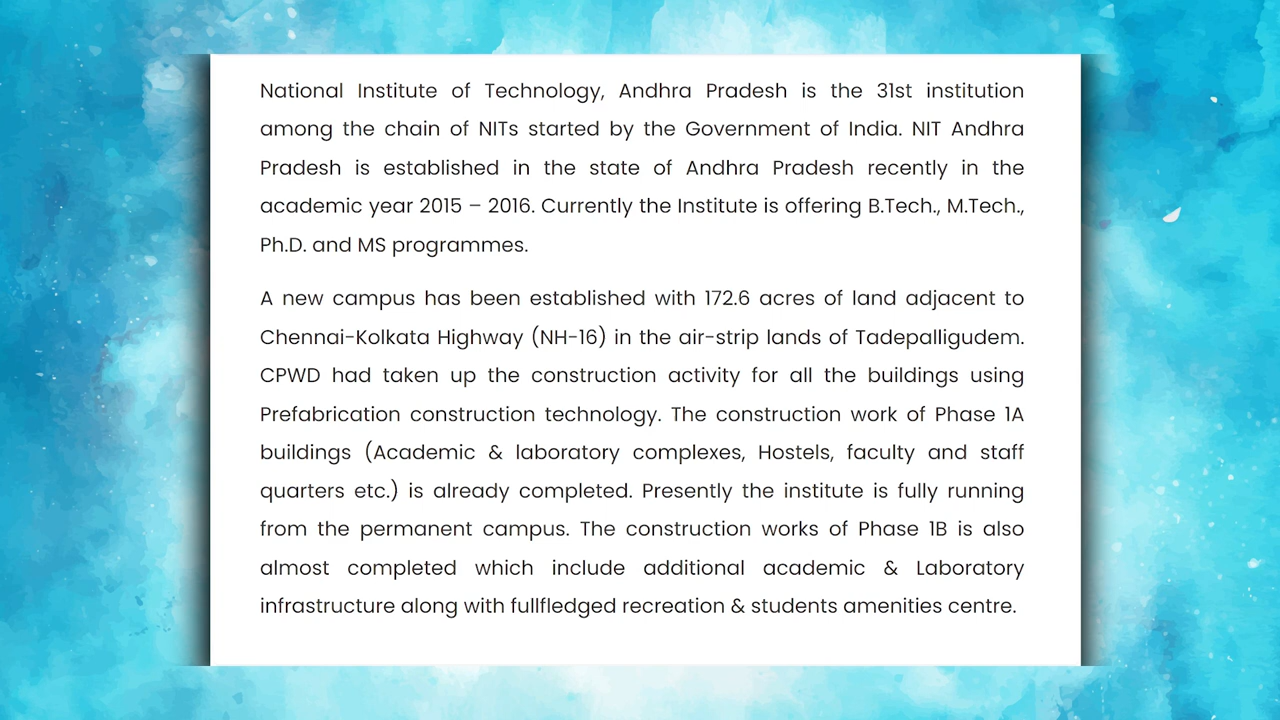 National Institute of Technology, Andhra Pradesh is the 31st institution
among the chain of NITs started by the Government of India. NIT Andhra
Pradesh is established in the state of Andhra Pradesh recently in the
academic year 2015 – 2016. Currently the Institute is offering B.Tech., M.Tech.,
Ph.D. and MS programmes.
A new campus has been established with 172.6 acres of land adjacent to
Chennai-Kolkata Highway (NH-16) in the air-strip lands of Tadepalligudem.
CPWD had taken up the construction activity for all the buildings using
Prefabrication construction technology. The construction work of Phase 1A
buildings (Academic & laboratory complexes, Hostels, faculty and staff
quarters etc.) is already completed. Presently the institute is fully running
from the permanent campus. The construction works of Phase 1B is also
almost completed which include additional academic & Laboratory
infrastructure along with fullfledged recreation & students amenities centre.